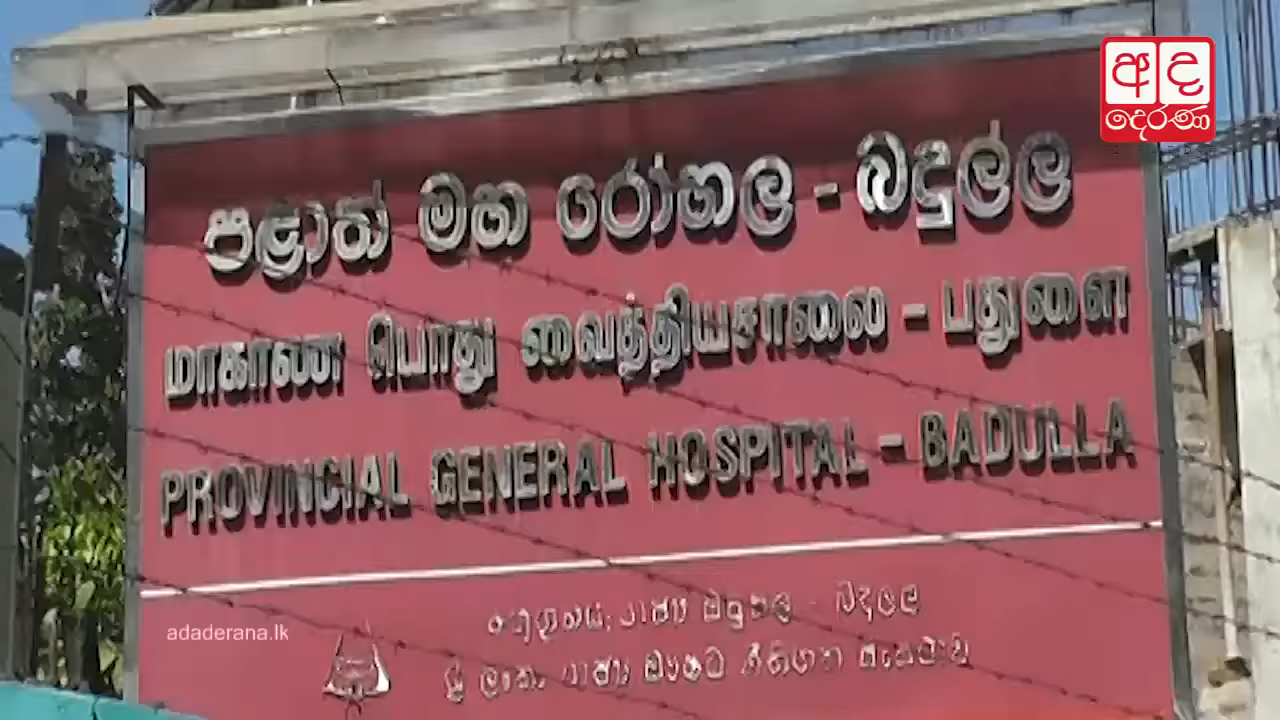 අද
දෙරණ
පළාත් මහ රෝහල - බදුල්ල
மாகாண பொது வைத்தியசாலை - பதுளை
PROVINCIAL GENERAL HOSPITAL - BADULLA
adaderana.lk